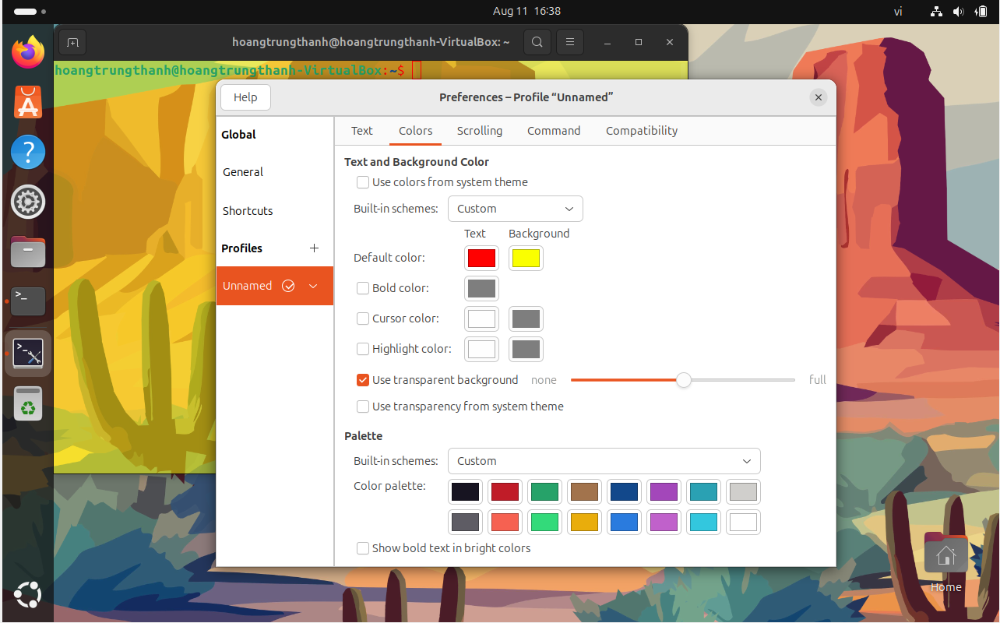 Aug 11 16:38
vi
hoangtrungthanh@hoangtrungthanh-VirtualBox: ~
hoangtrungthanh@hoangtrungthanh-VirtualBox:~$
Help
Preferences – Profile “Unnamed”
Global
General
Shortcuts
Profiles
Unnamed
Text Colors Scrolling Command Compatibility
Text and Background Color
Use colors from system theme
Built-in schemes: Custom
Text Background
Default color:
Bold color:
Cursor color:
Highlight color:
Use transparent background none full
Use transparency from system theme
Palette
Built-in schemes: Custom
Color palette:
Show bold text in bright colors
Home